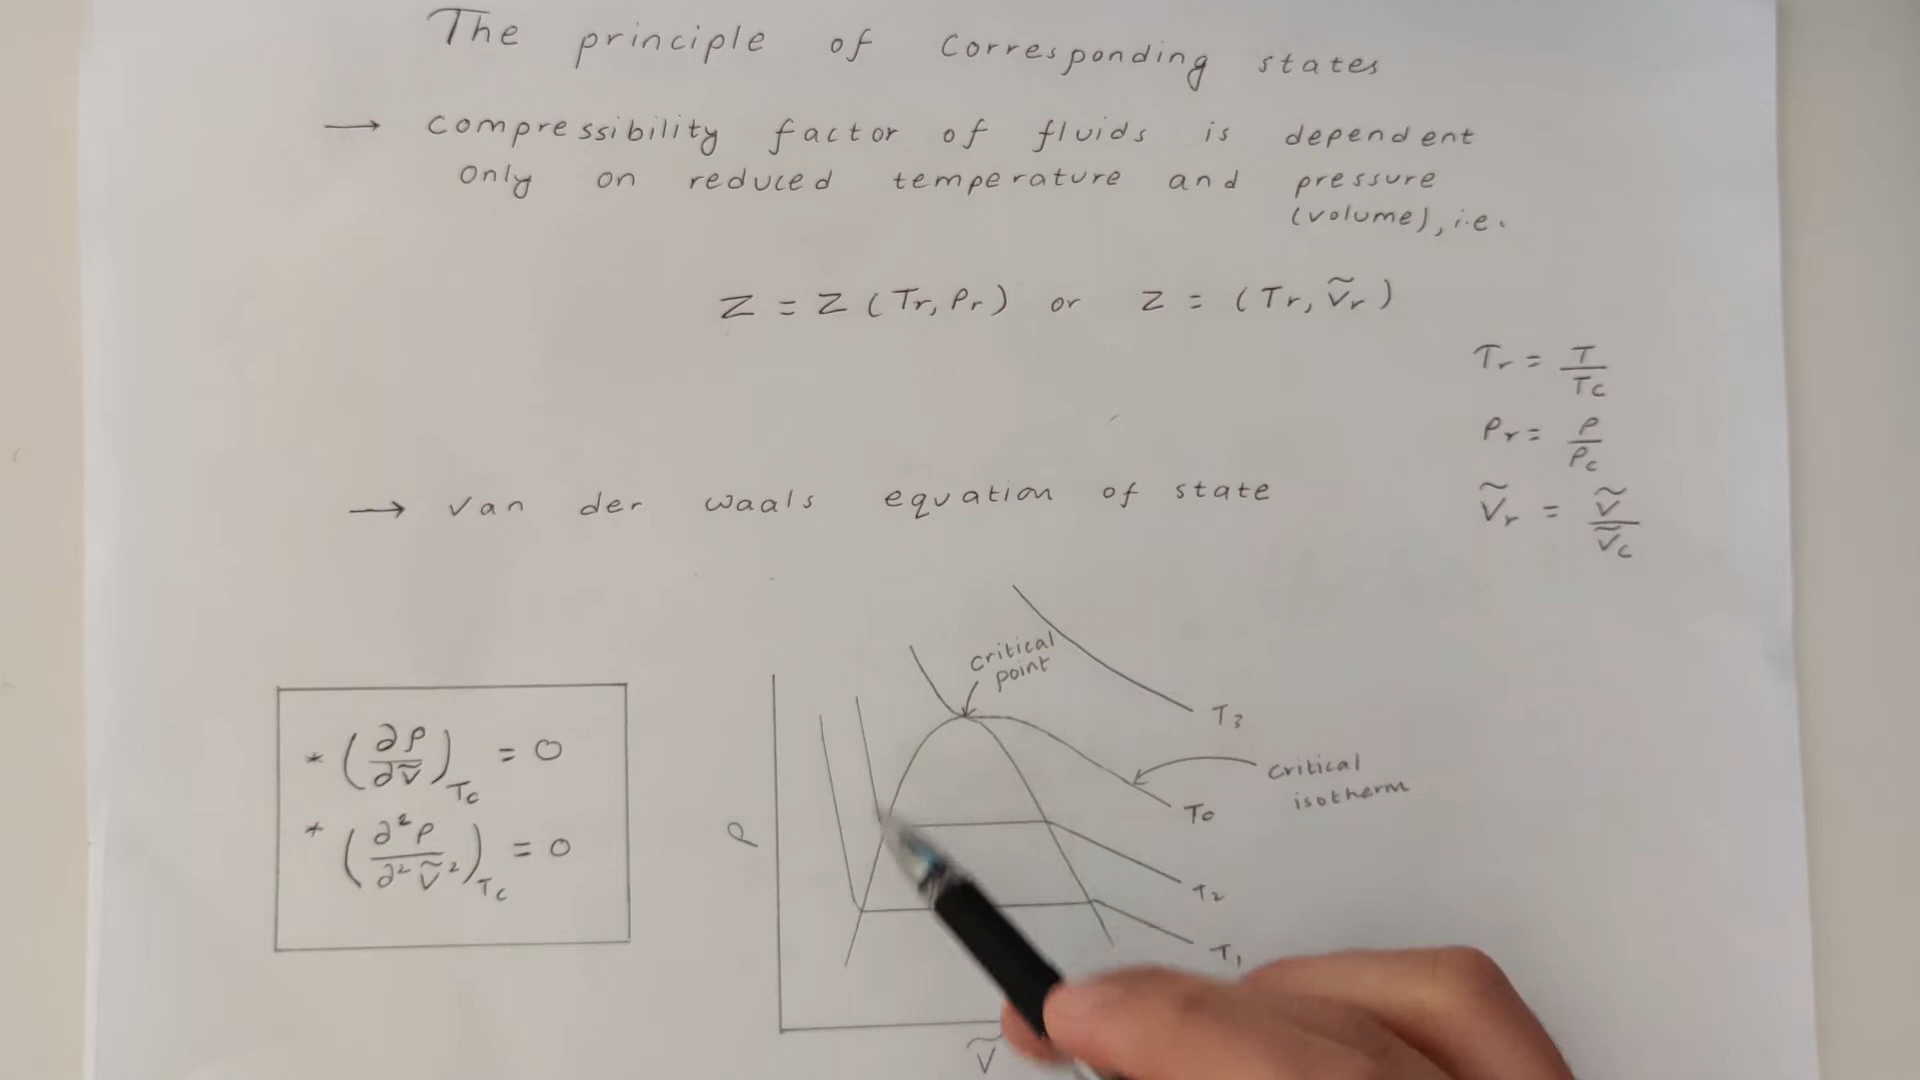 The principle of corresponding states
→ compressibility factor of fluids is dependent
only on reduced temperature and pressure
(volume), i.e.
Z = Z (Tr, Pr) or Z = (Tr, Ṽr)
Tr = T/Tc
Pr = P/Pc
Ṽr = Ṽ/Ṽc
→ van der waals equation of state
critical
point
T₃
* (∂P/∂Ṽ)Tc = 0
critical
isotherm
Tc
* (∂²P/∂²Ṽ²)Tc = 0
P
T₂
T₁
Ṽ